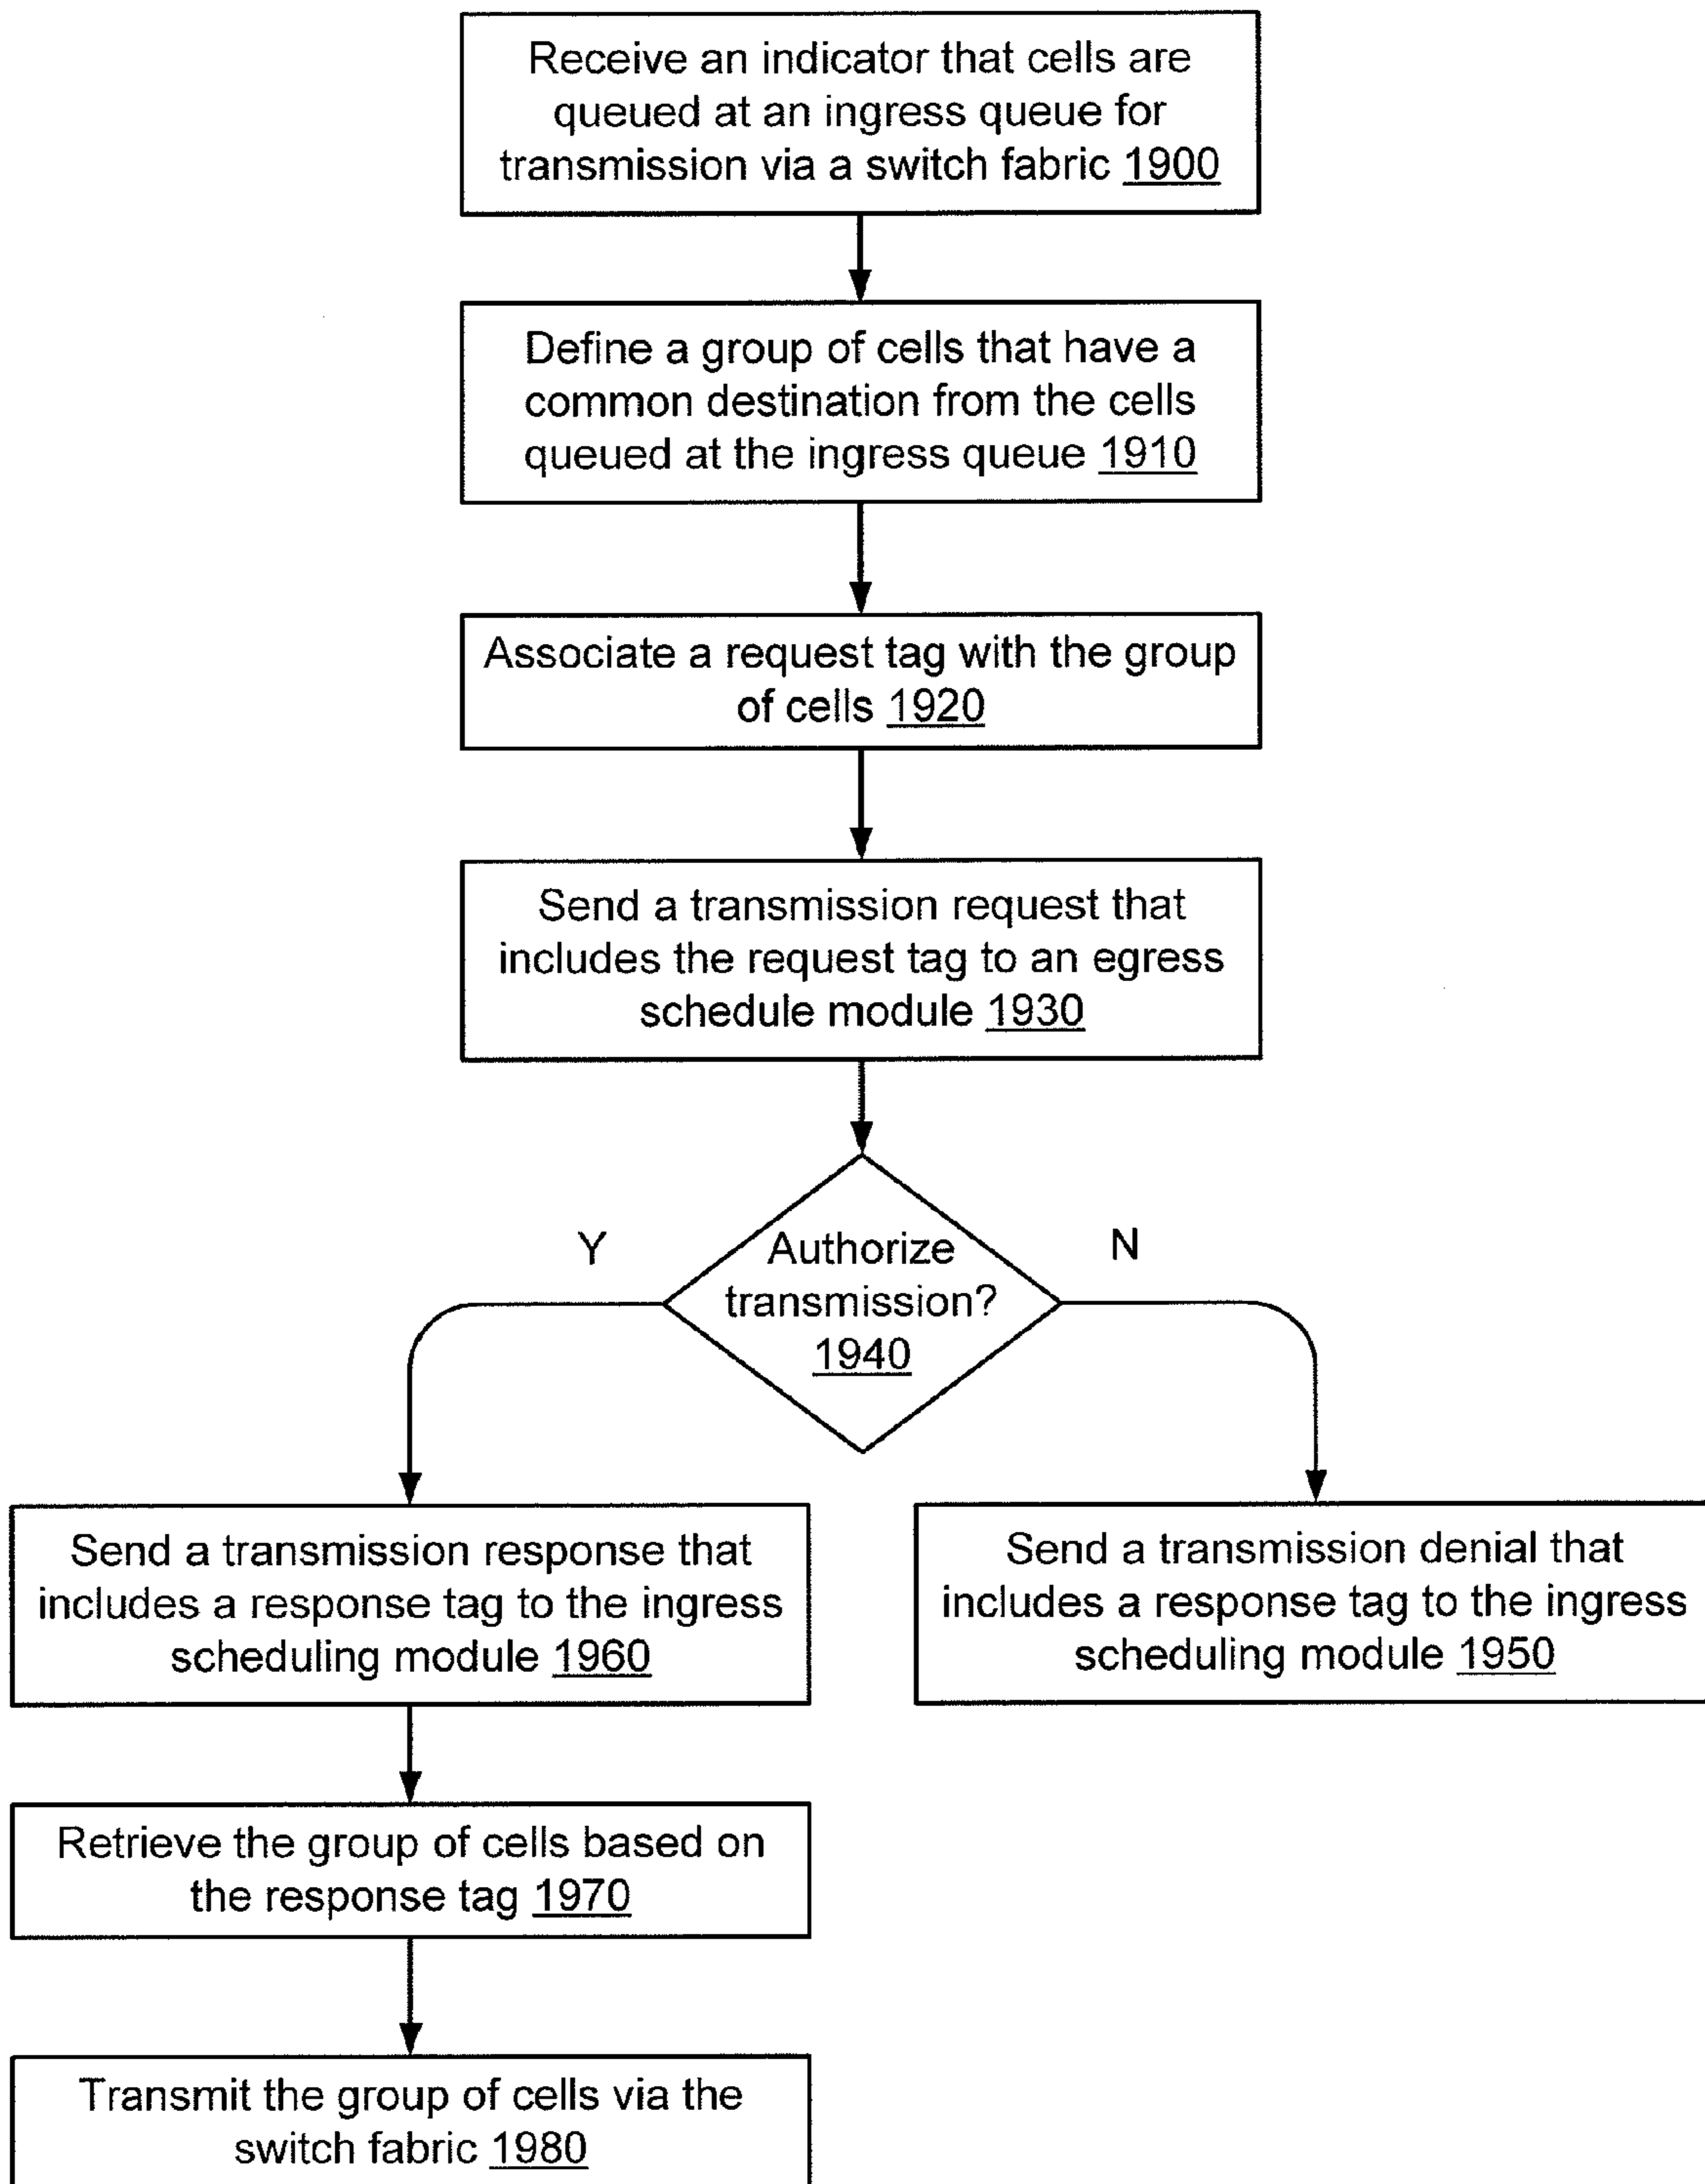 Receive an indicator that cells are
queued at an ingress queue for
transmission via a switch fabric 1900
Define a group of cells that have a
common destination from the cells
queued at the ingress queue 1910
Associate a request tag with the group
of cells 1920
Send a transmission request that
includes the request tag to an egress
schedule module 1930
Y
N
Authorize
transmission?
1940
Send a transmission response that
includes a response tag to the ingress
scheduling module 1960
Send a transmission denial that
includes a response tag to the ingress
scheduling module 1950
Retrieve the group of cells based on
the response tag 1970
Transmit the group of cells via the
switch fabric 1980